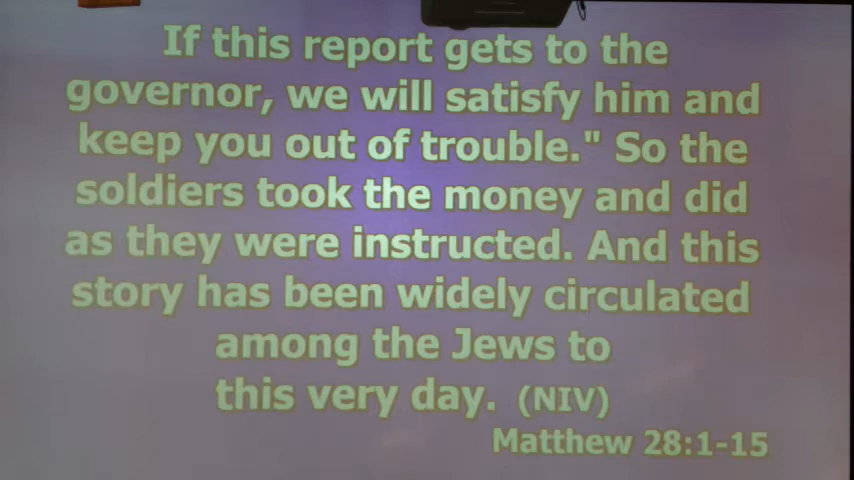 If this report gets to the
governor, we will satisfy him and
keep you out of trouble." So the
soldiers took the money and did
as they were instructed. And this
story has been widely circulated
among the Jews to
this very day. (NIV)
Matthew 28:1-15